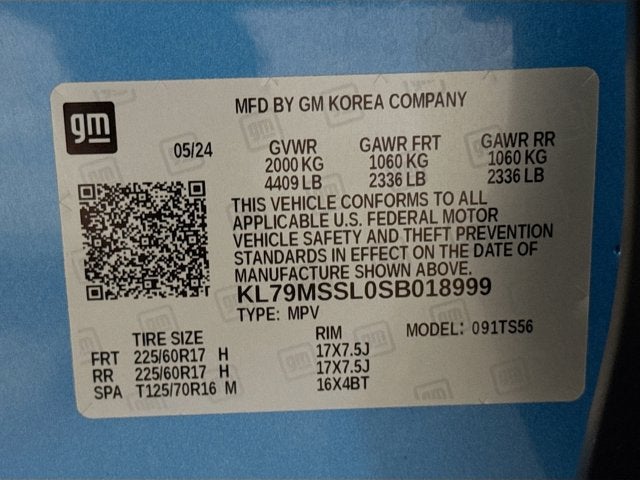 gm
MFD BY GM KOREA COMPANY
05/24 GVWR GAWR FRT GAWR RR
2000 KG 1060 KG 1060 KG
4409 LB 2336 LB 2336 LB
THIS VEHICLE CONFORMS TO ALL
APPLICABLE U.S. FEDERAL MOTOR
VEHICLE SAFETY AND THEFT PREVENTION
STANDARDS IN EFFECT ON THE DATE OF
MANUFACTURE SHOWN ABOVE.
KL79MSSL0SB018999
TYPE: MPV
TIRE SIZE RIM MODEL: 091TS56
FRT 225/60R17 H 17X7.5J
RR 225/60R17 H 17X7.5J
SPA T125/70R16 M 16X4BT